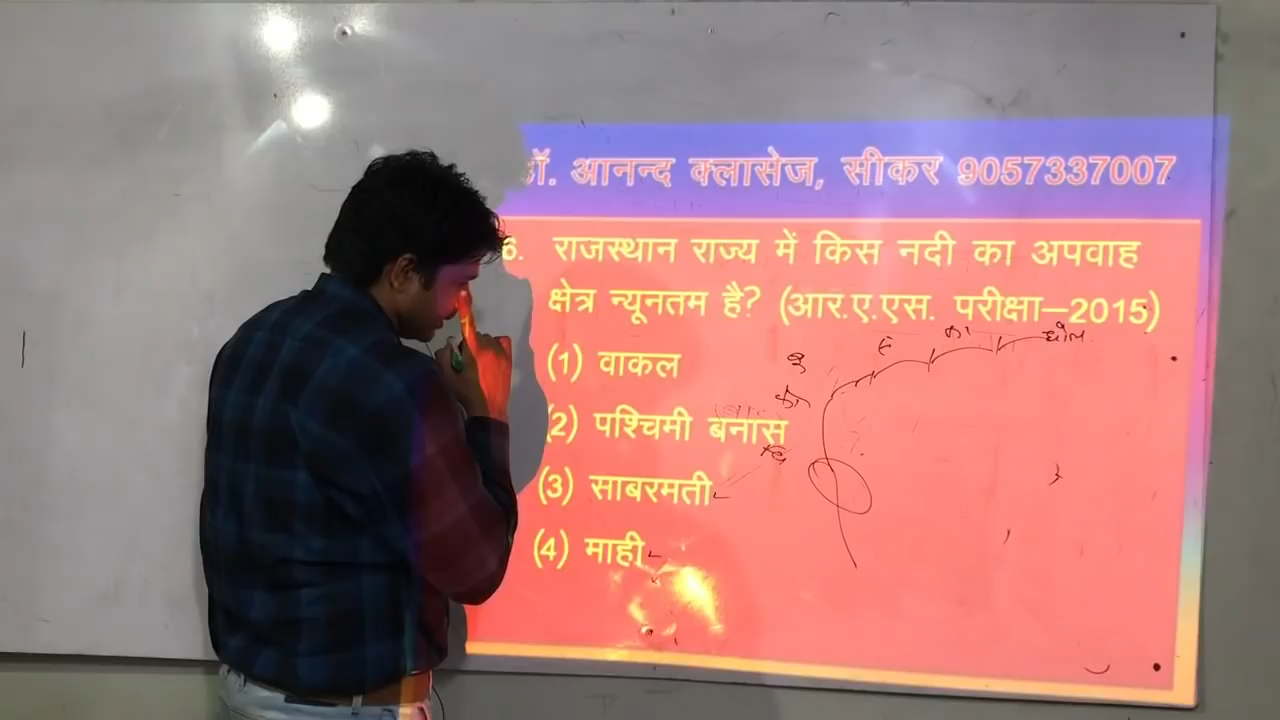 डॉ. आनन्द क्लासेज, सीकर 9057337007
6. राजस्थान राज्य में किस नदी का अपवाह
क्षेत्र न्यूनतम है? (आर.ए.एस. परीक्षा–2015)
(1) वाकल
(2) पश्चिमी बनास
(3) साबरमती
(4) माही